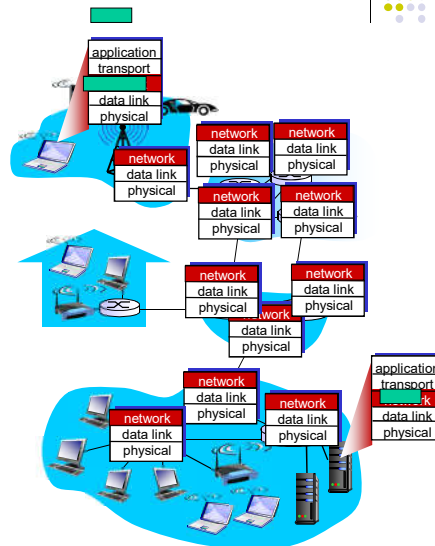 application
transport
data link
physical
network
data link
physical
network
data link
physical
network
data link
physical
network
data link
physical
network
data link
physical
network
data link
physical
network
data link
physical
network
data link
physical
network
data link
physical
network
data link
physical
network
data link
physical
application
transport
data link
physical